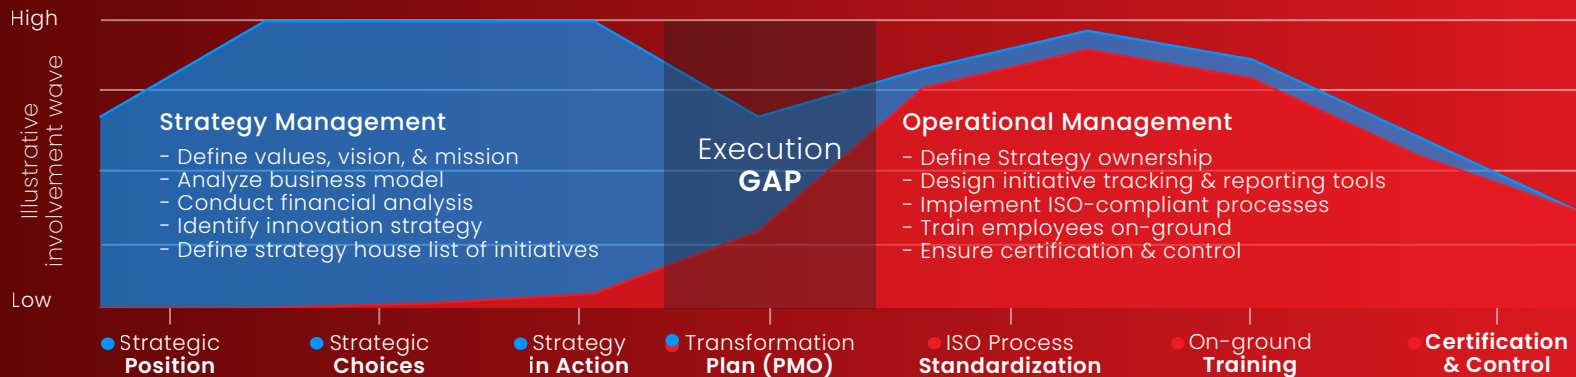 High
Illustrative
involvement wave
Low
Strategy Management
- Define values, vision, & mission
- Analyze business model
- Conduct financial analysis
- Identify innovation strategy
- Define strategy house list of initiatives
Execution
GAP
Operational Management
- Define Strategy ownership
- Design initiative tracking & reporting tools
- Implement ISO-compliant processes
- Train employees on-ground
- Ensure certification & control
Strategic
Position
Strategic
Choices
Strategy
in Action
Transformation
Plan (PMO)
ISO Process
Standardization
On-ground
Training
Certification
& Control